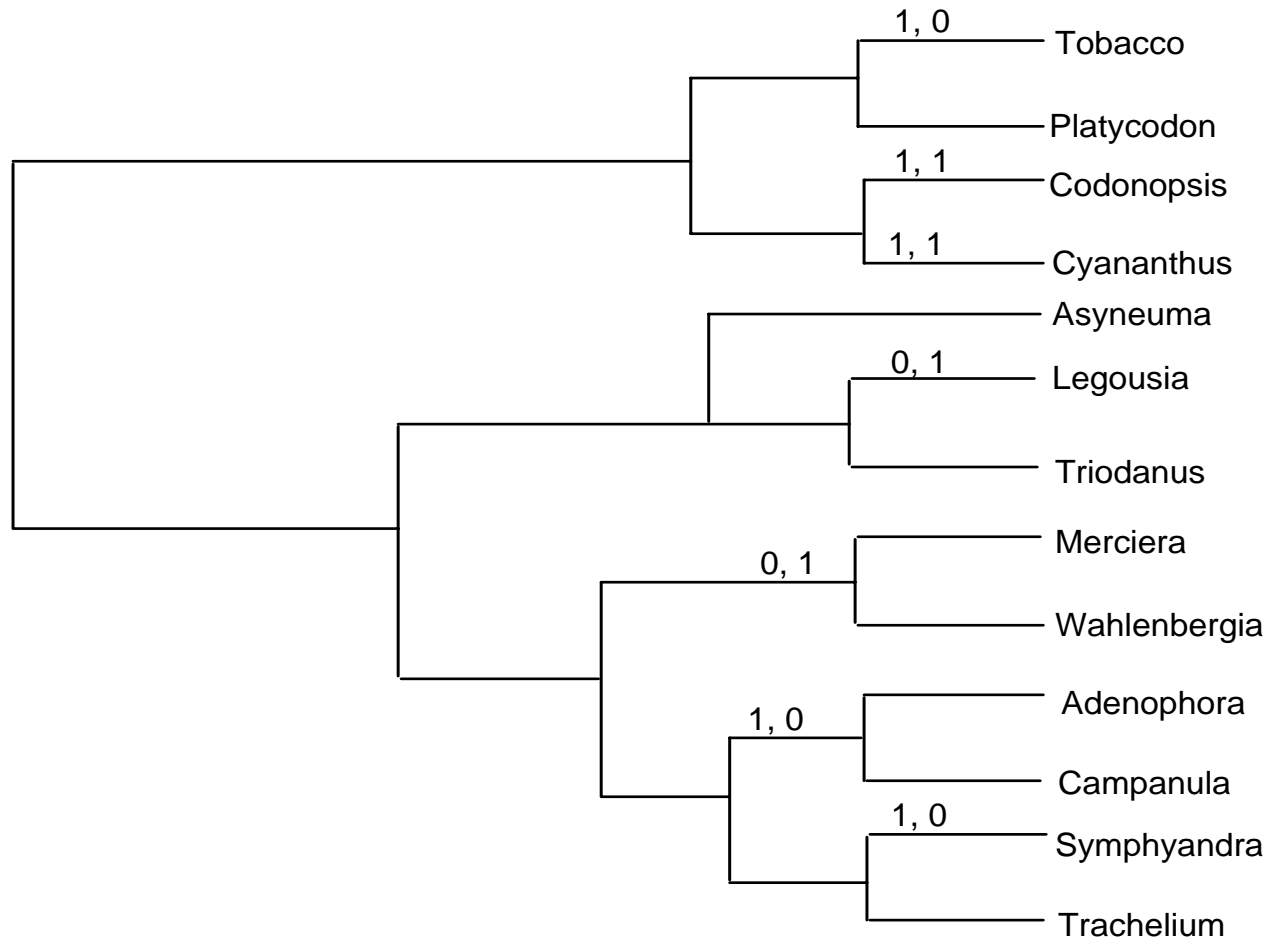 1, 0
Tobacco
Platycodon
1, 1
Codonopsis
1, 1
Cyananthus
Asyneuma
0, 1
Legousia
Triodanus
Merciera
0, 1
Wahlenbergia
Adenophora
1, 0
Campanula
1, 0
Symphyandra
Trachelium